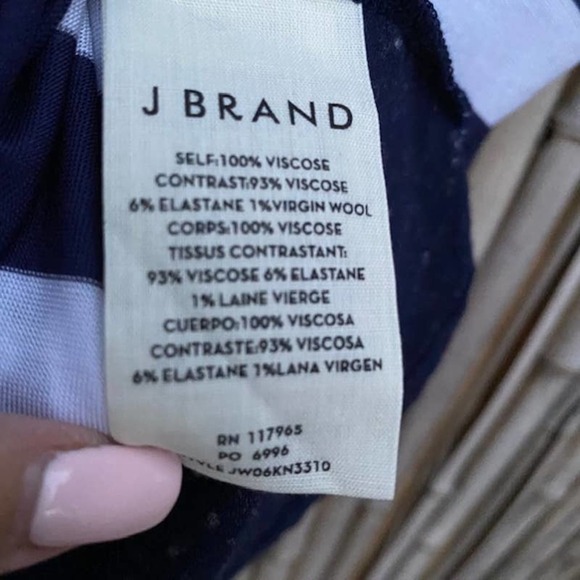 J BRAND
SELF:100% VISCOSE
CONTRAST:93% VISCOSE
6% ELASTANE 1%VIRGIN WOOL
CORPS:100% VISCOSE
TISSUS CONTRASTANT:
93% VISCOSE 6% ELASTANE
1% LAINE VIERGE
CUERPO:100% VISCOSA
CONTRASTE:93% VISCOSA
6% ELASTANE 1%LANA VIRGEN
RN 117965
PO 6996
STYLE JW06KN3310